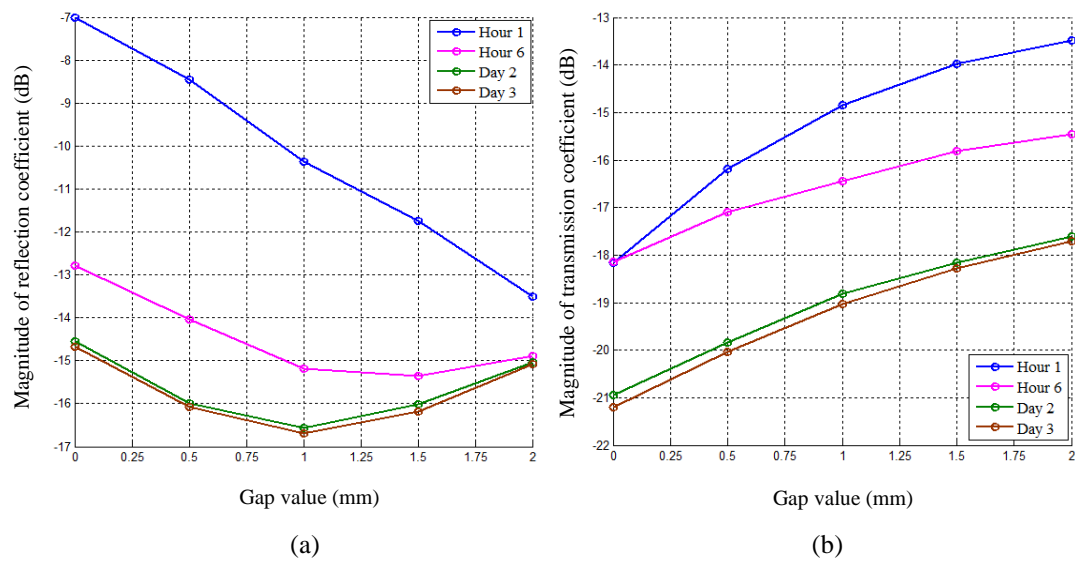 Magnitude of reflection coefficient (dB)
-7
-8
-9
-10
-11
-12
-13
-14
-15
-16
-17
0 0.25 0.5 0.75 1 1.25 1.5 1.75 2
Gap value (mm)
Hour 1
Hour 6
Day 2
Day 3
(a)
Magnitude of transmission coefficient (dB)
-13
-14
-15
-16
-17
-18
-19
-20
-21
-22
0 0.25 0.5 0.75 1 1.25 1.5 1.75 2
Gap value (mm)
Hour 1
Hour 6
Day 2
Day 3
(b)